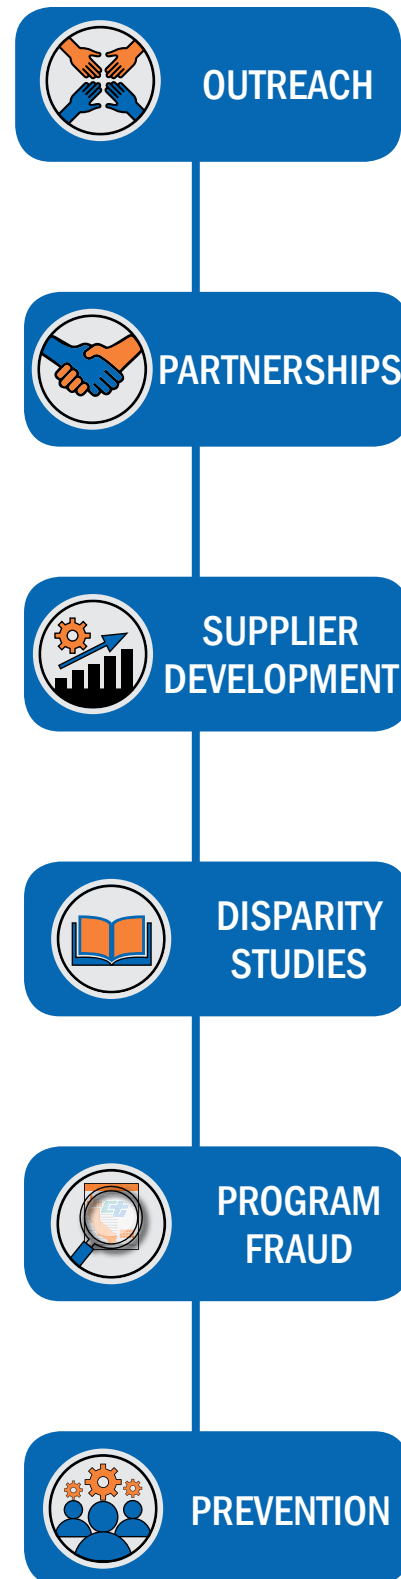 OUTREACH
PARTNERSHIPS
SUPPLIER
DEVELOPMENT
DISPARITY
STUDIES
PROGRAM
FRAUD
PREVENTION